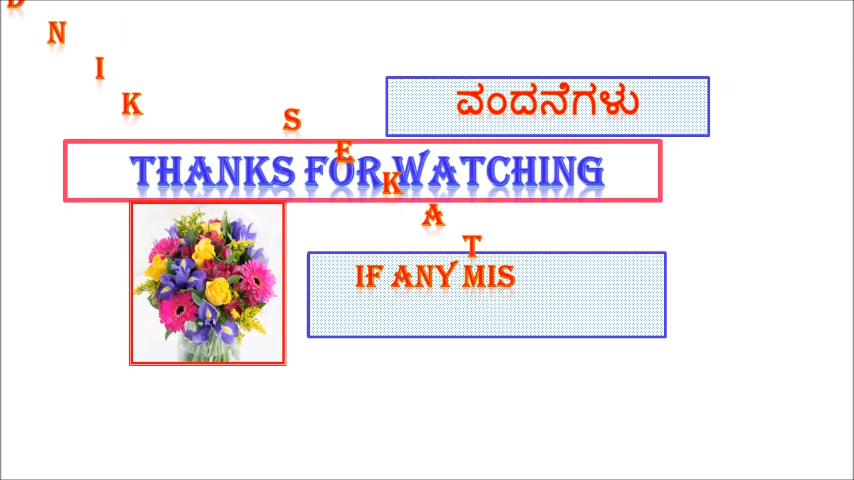 D
N
I
K
ವಂದನೆಗಳು
S
E
THANKS FOR WATCHING
K
A
T
IF ANY MIS